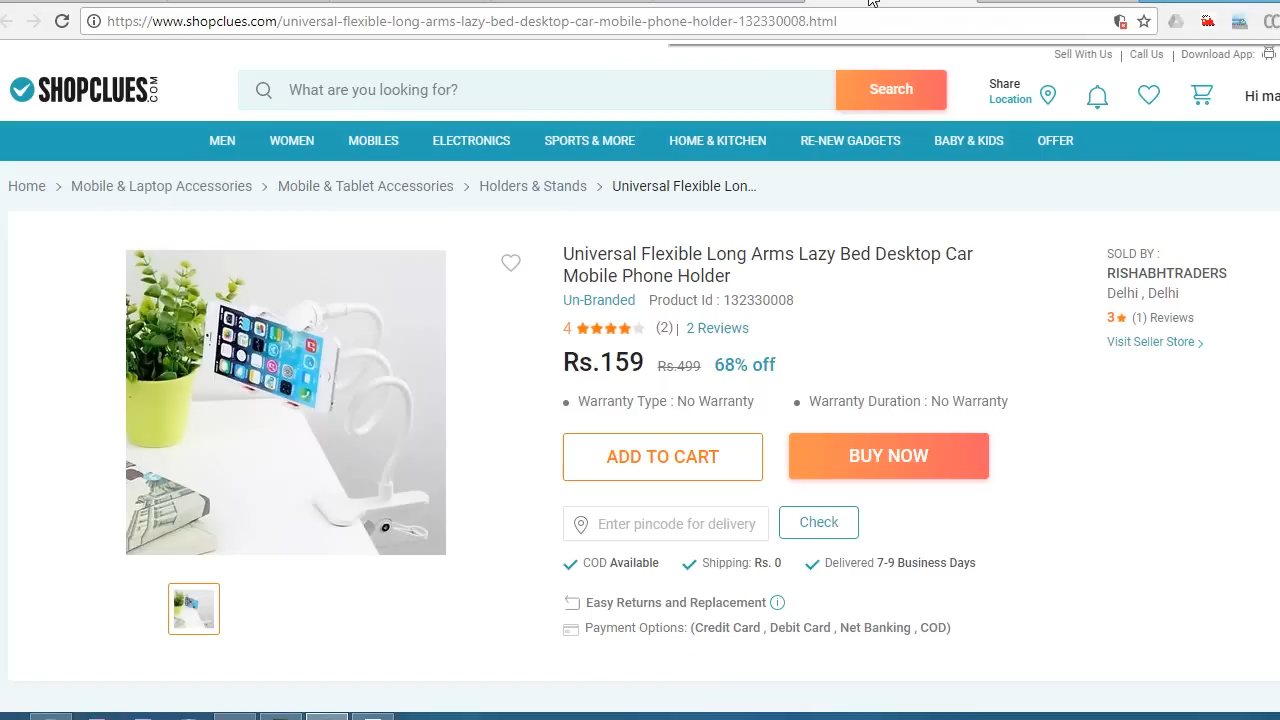 https://www.shopclues.com/universal-flexible-long-arms-lazy-bed-desktop-car-mobile-phone-holder-132330008.html
Sell With Us | Call Us | Download App:
SHOPCLUES.COM
What are you looking for?
Search
Share
Location
Hi ma
MEN WOMEN MOBILES ELECTRONICS SPORTS & MORE HOME & KITCHEN RE-NEW GADGETS BABY & KIDS OFFER
Home > Mobile & Laptop Accessories > Mobile & Tablet Accessories > Holders & Stands > Universal Flexible Lon...
Universal Flexible Long Arms Lazy Bed Desktop Car
Mobile Phone Holder
Un-Branded Product Id : 132330008
4 (2) | 2 Reviews
Rs.159 Rs.499 68% off
Warranty Type : No Warranty Warranty Duration : No Warranty
ADD TO CART BUY NOW
Enter pincode for delivery Check
COD Available Shipping: Rs. 0 Delivered 7-9 Business Days
Easy Returns and Replacement
Payment Options: (Credit Card , Debit Card , Net Banking , COD)
SOLD BY :
RISHABHTRADERS
Delhi , Delhi
3 (1) Reviews
Visit Seller Store >